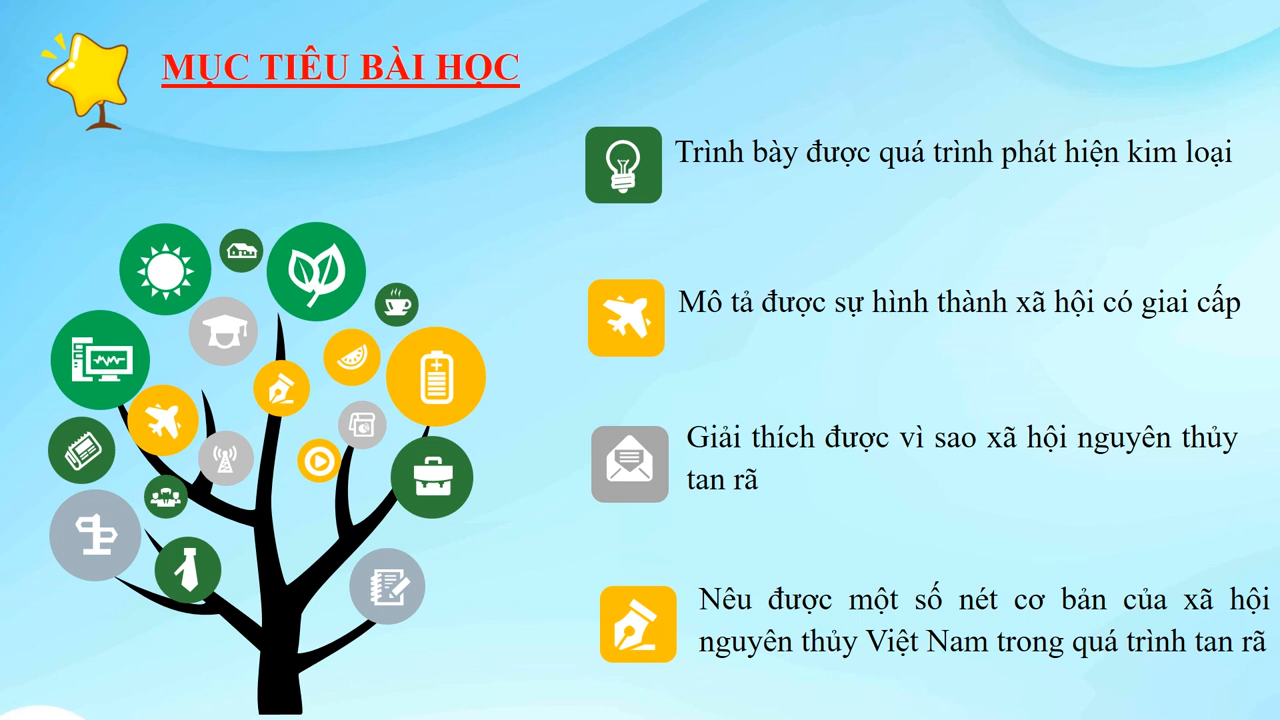 MỤC TIÊU BÀI HỌC
Trình bày được quá trình phát hiện kim loại
Mô tả được sự hình thành xã hội có giai cấp
Giải thích được vì sao xã hội nguyên thủy
tan rã
Nêu được một số nét cơ bản của xã hội
nguyên thủy Việt Nam trong quá trình tan rã